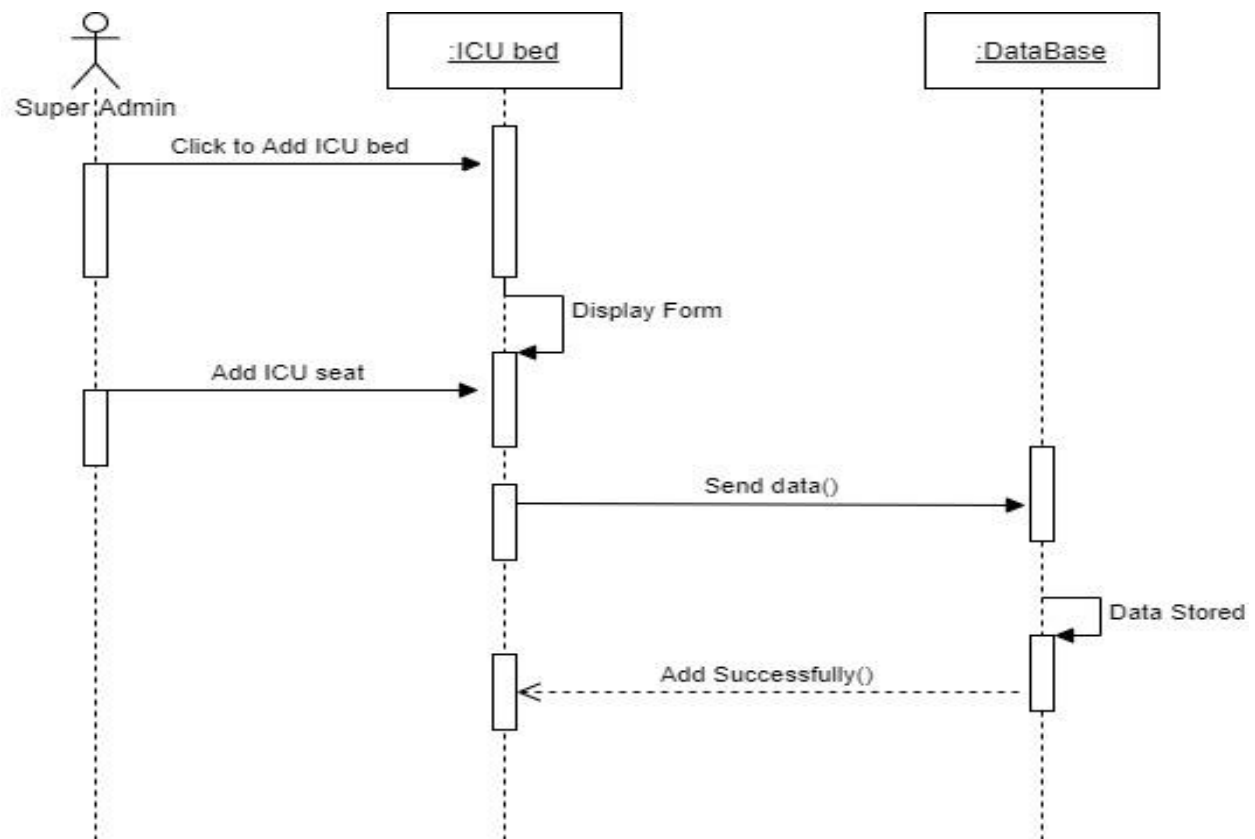 :ICU bed
:DataBase
Super Admin
Click to Add ICU bed
Display Form
Add ICU seat
Send data()
Data Stored
Add Successfully()